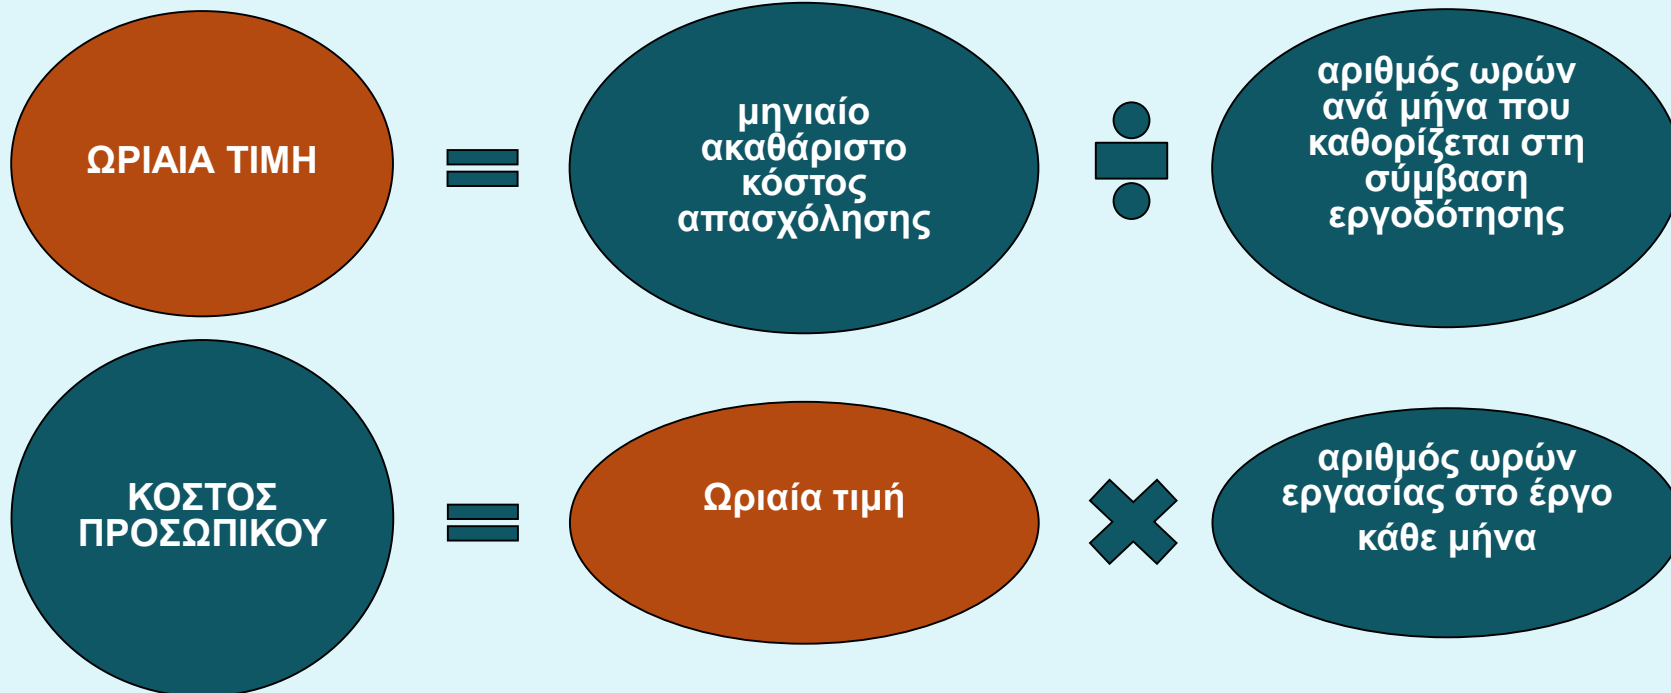 ΩΡΙΑΙΑ ΤΙΜΗ
μηνιαίο
ακαθάριστο
κόστος
απασχόλησης
αριθμός ωρών
ανά μήνα που
καθορίζεται στη
σύμβαση
εργοδότησης
ΚΟΣΤΟΣ
ΠΡΟΣΩΠΙΚΟΥ
Ωριαία τιμή
αριθμός ωρών
εργασίας στο έργο
κάθε μήνα